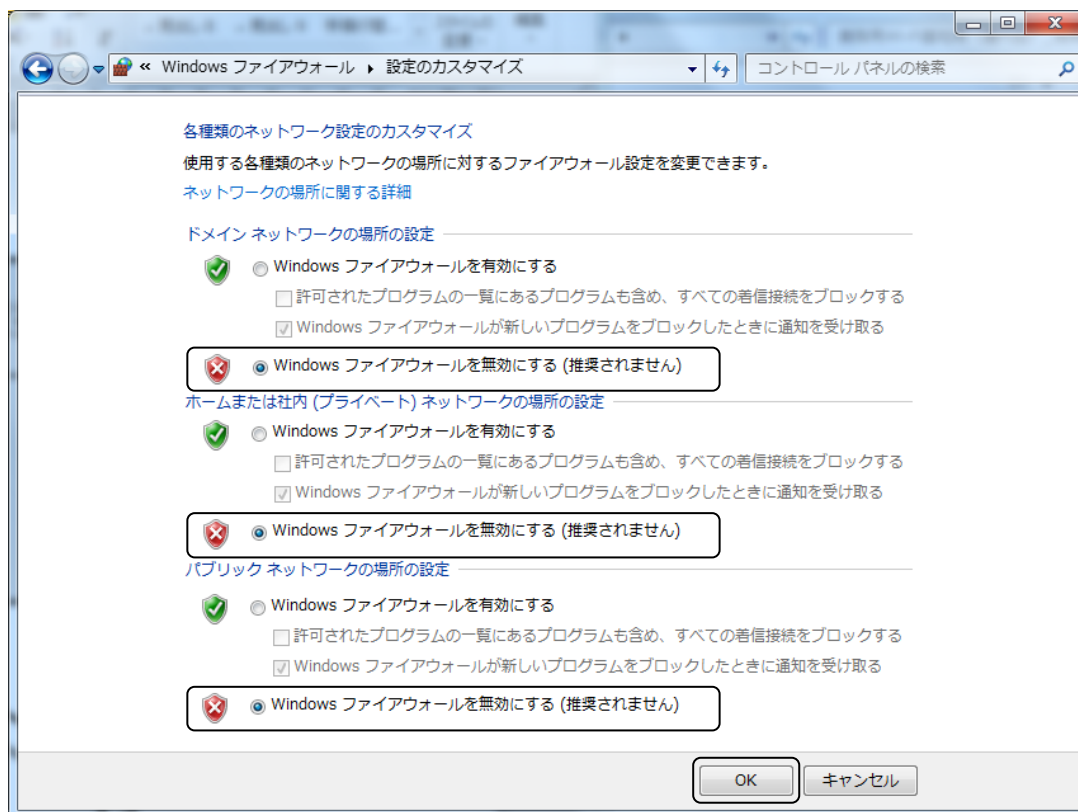 « Windows ファイアウォール ▸ 設定のカスタマイズ
コントロール パネルの検索
各種類のネットワーク設定のカスタマイズ
使用する各種類のネットワークの場所に対するファイアウォール設定を変更できます。
ネットワークの場所に関する詳細
ドメイン ネットワークの場所の設定
Windows ファイアウォールを有効にする
許可されたプログラムの一覧にあるプログラムも含め、すべての着信接続をブロックする
Windows ファイアウォールが新しいプログラムをブロックしたときに通知を受け取る
Windows ファイアウォールを無効にする (推奨されません)
ホームまたは社内 (プライベート) ネットワークの場所の設定
Windows ファイアウォールを有効にする
許可されたプログラムの一覧にあるプログラムも含め、すべての着信接続をブロックする
Windows ファイアウォールが新しいプログラムをブロックしたときに通知を受け取る
Windows ファイアウォールを無効にする (推奨されません)
パブリック ネットワークの場所の設定
Windows ファイアウォールを有効にする
許可されたプログラムの一覧にあるプログラムも含め、すべての着信接続をブロックする
Windows ファイアウォールが新しいプログラムをブロックしたときに通知を受け取る
Windows ファイアウォールを無効にする (推奨されません)
OK キャンセル